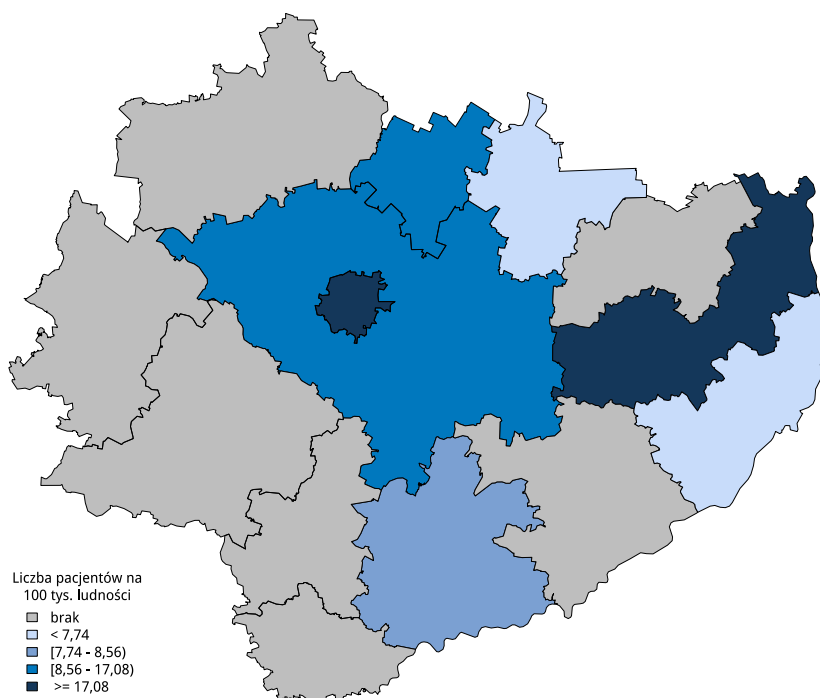 Liczba pacjentów na
100 tys. ludności
brak
< 7,74
[7,74 - 8,56)
[8,56 - 17,08)
>= 17,08